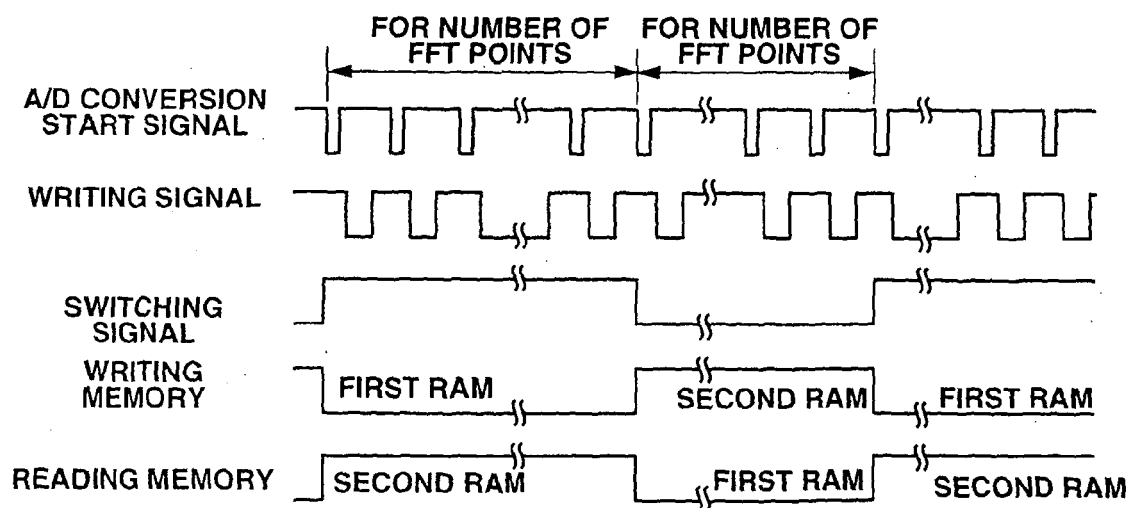 FOR NUMBER OF
FFT POINTS
FOR NUMBER OF
FFT POINTS
A/D CONVERSION
START SIGNAL
WRITING SIGNAL
SWITCHING
SIGNAL
WRITING
MEMORY
FIRST RAM
SECOND RAM
FIRST RAM
READING MEMORY
SECOND RAM
FIRST RAM
SECOND RAM